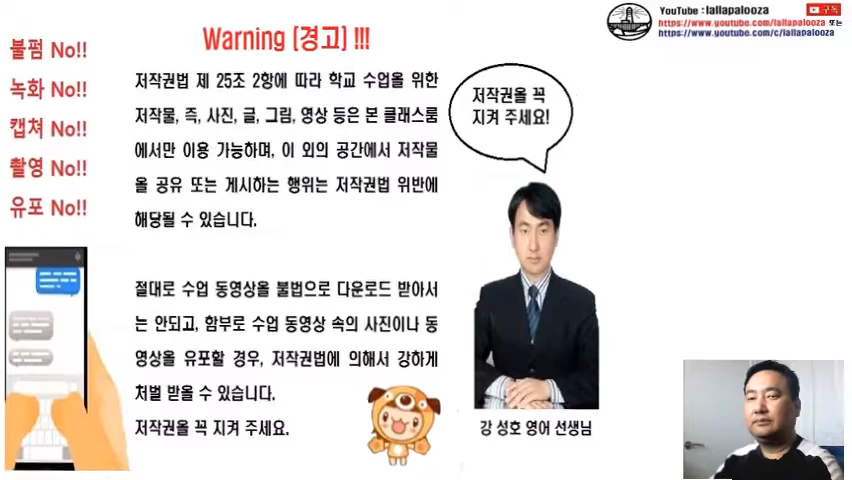 불펌 No!!
녹화 No!!
캡쳐 No!!
촬영 No!!
유포 No!!
Warning (경고) !!!
저작권법 제 25조 2항에 따라 학교 수업을 위한
저작물, 즉, 사진, 글, 그림, 영상 등은 본 클래스룸
에서만 이용 가능하며, 이 외의 공간에서 저작물
을 공유 또는 게시하는 행위는 저작권법 위반에
해당될 수 있습니다.
절대로 수업 동영상을 불법으로 다운로드 받아서
는 안되고, 함부로 수업 동영상 속의 사진이나 동
영상을 유포할 경우, 저작권법에 의해서 강하게
처벌 받을 수 있습니다.
저작권을 꼭 지켜 주세요.
저작권을 꼭
지켜 주세요!
강 성호 영어 선생님
YouTube : lallapalooza 구독
https://www.youtube.com/lallapalooza 또는
https://www.youtube.com/c/lallapalooza